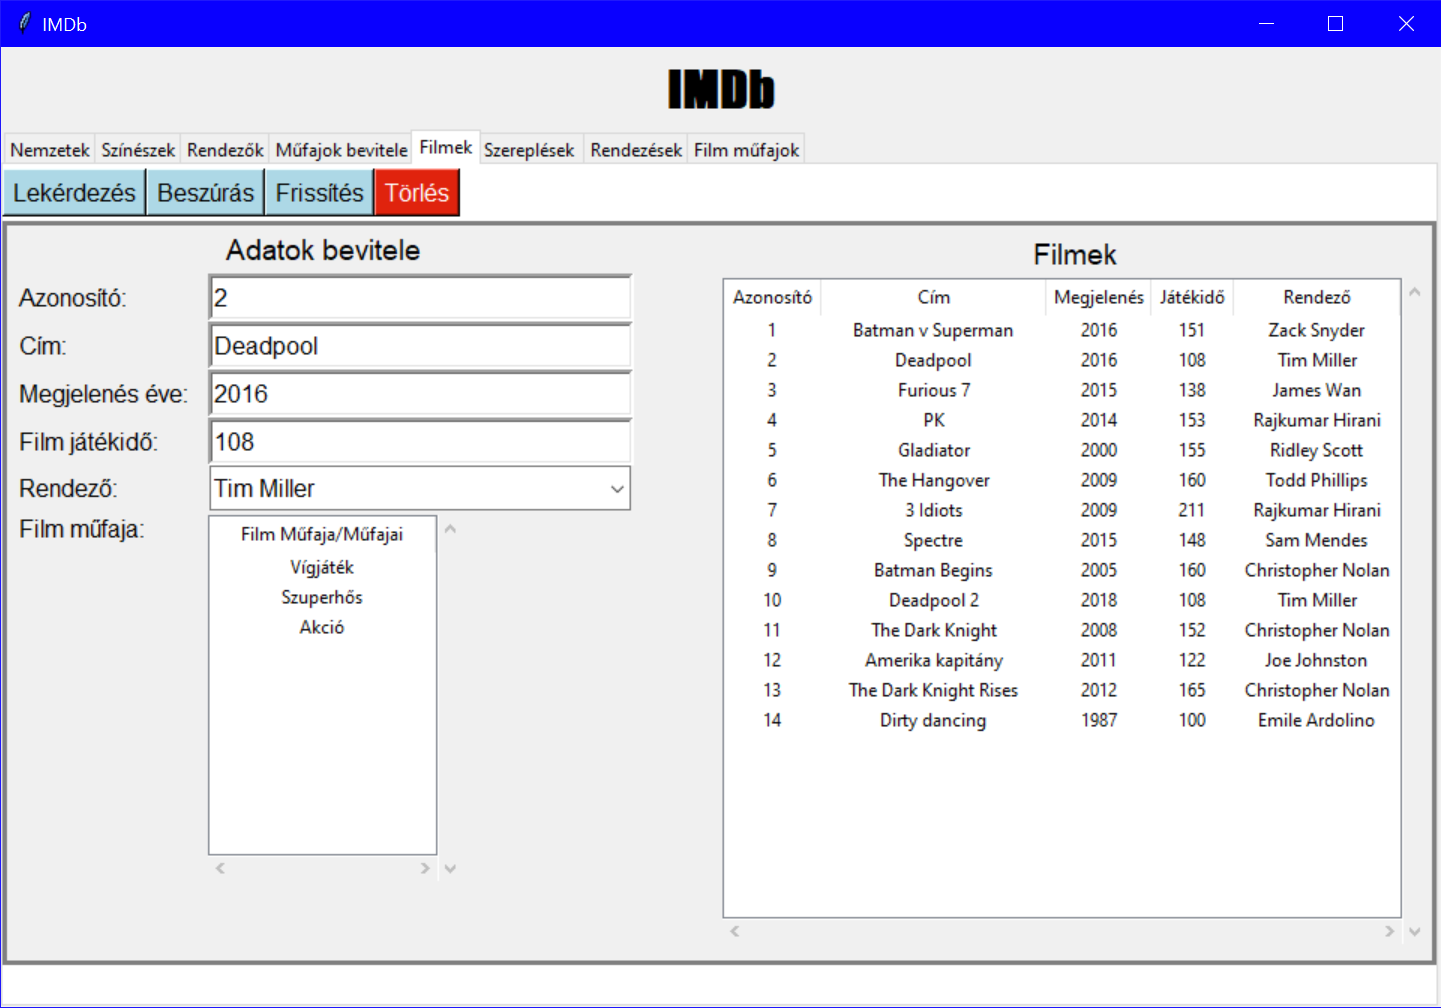 IMDb
IMDb
Nemzetek Színészek Rendezők Műfajok bevitele Filmek Szereplések Rendezések Film műfajok
Lekérdezés Beszúrás Frissítés Törlés
Adatok bevitele
Azonosító: 2
Cím: Deadpool
Megjelenés éve: 2016
Film játékidő: 108
Rendező: Tim Miller
Film műfaja:
Film Műfaja/Műfajai
Vígjáték
Szuperhős
Akció
Filmek
Azonosító Cím Megjelenés Játékidő Rendező
1 Batman v Superman 2016 151 Zack Snyder
2 Deadpool 2016 108 Tim Miller
3 Furious 7 2015 138 James Wan
4 PK 2014 153 Rajkumar Hirani
5 Gladiator 2000 155 Ridley Scott
6 The Hangover 2009 160 Todd Phillips
7 3 Idiots 2009 211 Rajkumar Hirani
8 Spectre 2015 148 Sam Mendes
9 Batman Begins 2005 160 Christopher Nolan
10 Deadpool 2 2018 108 Tim Miller
11 The Dark Knight 2008 152 Christopher Nolan
12 Amerika kapitány 2011 122 Joe Johnston
13 The Dark Knight Rises 2012 165 Christopher Nolan
14 Dirty dancing 1987 100 Emile Ardolino